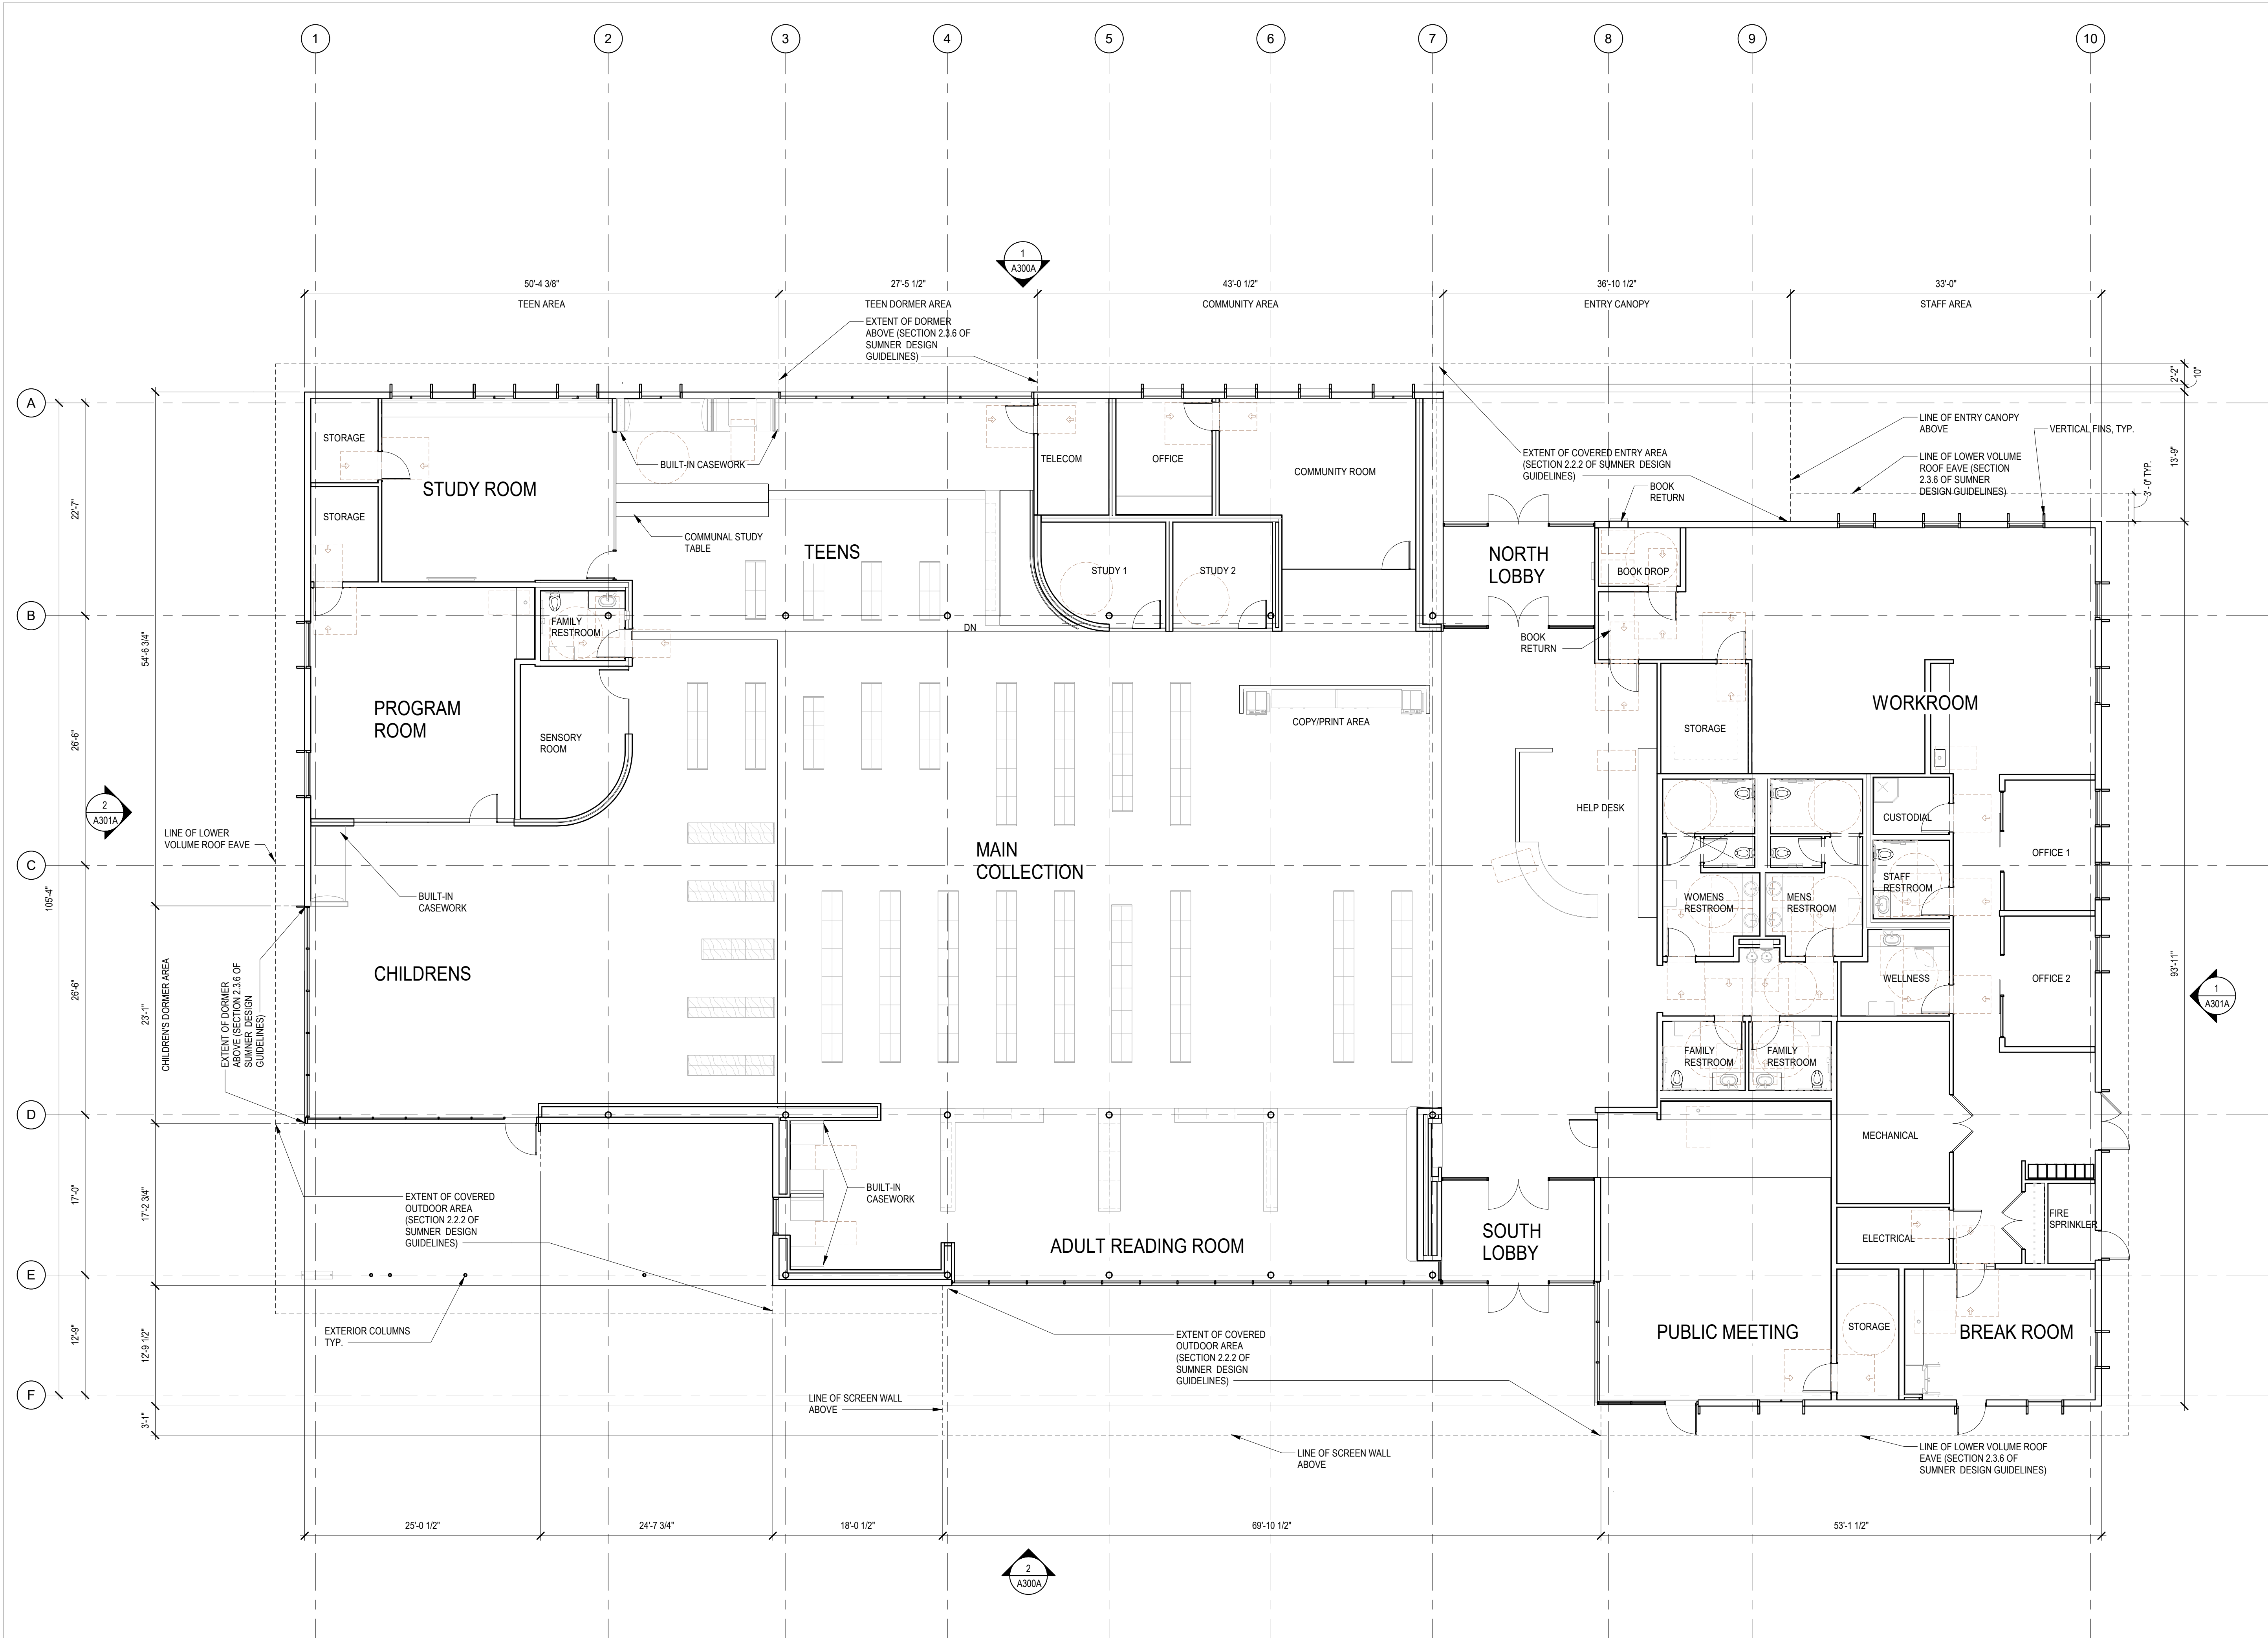 1
2
3
4
5
6
7
8
9
10
1
A300A
50'-4 3/8"
27'-5 1/2"
43'-0 1/2"
36'-10 1/2"
33'-0"
TEEN AREA
TEEN DORMER AREA
COMMUNITY AREA
ENTRY CANOPY
STAFF AREA
EXTENT OF DORMER
ABOVE (SECTION 2.3.6 OF
SUMNER DESIGN
GUIDELINES)
2'-2"
10"
A
LINE OF ENTRY CANOPY
ABOVE
VERTICAL FINS, TYP.
STORAGE
BUILT-IN CASEWORK
TELECOM
OFFICE
COMMUNITY ROOM
EXTENT OF COVERED ENTRY AREA
(SECTION 2.2.2 OF SUMNER DESIGN
GUIDELINES)
LINE OF LOWER VOLUME
ROOF EAVE (SECTION
2.3.6 OF SUMNER
DESIGN GUIDELINES)
13'-9"
3'-0" TYP.
STUDY ROOM
BOOK
RETURN
22'-7"
STORAGE
COMMUNAL STUDY
TABLE
TEENS
STUDY 1
STUDY 2
NORTH
LOBBY
BOOK DROP
B
FAMILY
RESTROOM
DN
BOOK
RETURN
54'-6 3/4"
26'-6"
PROGRAM
ROOM
SENSORY
ROOM
COPY/PRINT AREA
STORAGE
WORKROOM
2
A301A
HELP DESK
CUSTODIAL
LINE OF LOWER
VOLUME ROOF EAVE
MAIN
COLLECTION
OFFICE 1
C
105'-4"
BUILT-IN
CASEWORK
WOMENS
RESTROOM
MENS
RESTROOM
STAFF
RESTROOM
CHILDRENS
WELLNESS
OFFICE 2
93'-11"
1
A301A
26'-6"
23'-1"
CHILDREN'S DORMER AREA
EXTENT OF DORMER
ABOVE (SECTION 2.3.6 OF
SUMNER DESIGN
GUIDELINES)
FAMILY
RESTROOM
FAMILY
RESTROOM
D
MECHANICAL
17'-0"
17'-2 3/4"
EXTENT OF COVERED
OUTDOOR AREA
(SECTION 2.2.2 OF
SUMNER DESIGN
GUIDELINES)
BUILT-IN
CASEWORK
ADULT READING ROOM
SOUTH
LOBBY
ELECTRICAL
FIRE
SPRINKLER
E
EXTERIOR COLUMNS
TYP.
12'-9"
12'-9 1/2"
EXTENT OF COVERED
OUTDOOR AREA
(SECTION 2.2.2 OF
SUMNER DESIGN
GUIDELINES)
PUBLIC MEETING
STORAGE
BREAK ROOM
F
3'-1"
LINE OF SCREEN WALL
ABOVE
LINE OF SCREEN WALL
ABOVE
LINE OF LOWER VOLUME ROOF
EAVE (SECTION 2.3.6 OF
SUMNER DESIGN GUIDELINES)
25'-0 1/2"
24'-7 3/4"
18'-0 1/2"
69'-10 1/2"
53'-1 1/2"
2
A300A